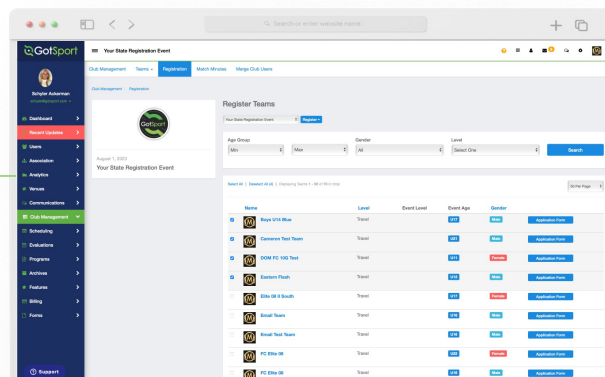 Search or enter website name
GotSport
Your State Registration Event
Schyler Ackerman
Club Management Teams Registration Match Minutes Merge Club Users
Club Management Registration
Dashboard
Recent Updates
Users
Association
Analytics
Venues
Communications
Club Management
Scheduling
Evaluations
Programs
Archives
Features
Billing
Forms
Support
GotSport
August 1, 2023
Your State Registration Event
Register Teams
Your State Registration Event Register
Age Group Gender Level
Min Max All Select One Search
Select All Deselect All (4)
50 Per Page
Name Level Event Level Event Age Gender
Boys U14 Blue Travel U17 Male Application Form
Cameron Test Team Travel U21 Male Application Form
DOM FC 10G Test Travel U11 Female Application Form
Eastern Flash Travel Male Application Form
Elite 08 II South Travel U17 Female Application Form
Email Team Travel Male Application Form
Email Test Team Travel Male Application Form
FC Elite 08 Travel Female Application Form
FC Elite 08 Travel Male Application Form